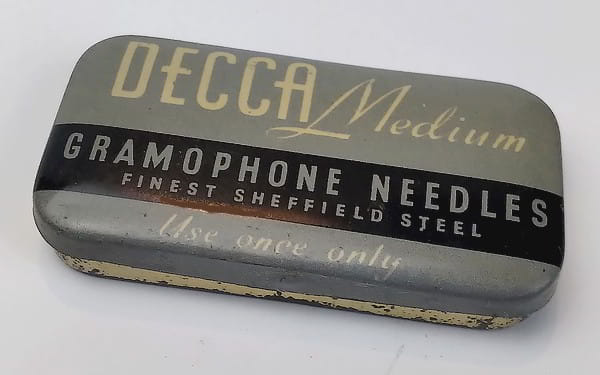 DECCA Medium
GRAMOPHONE NEEDLES
FINEST SHEFFIELD STEEL
Use once only